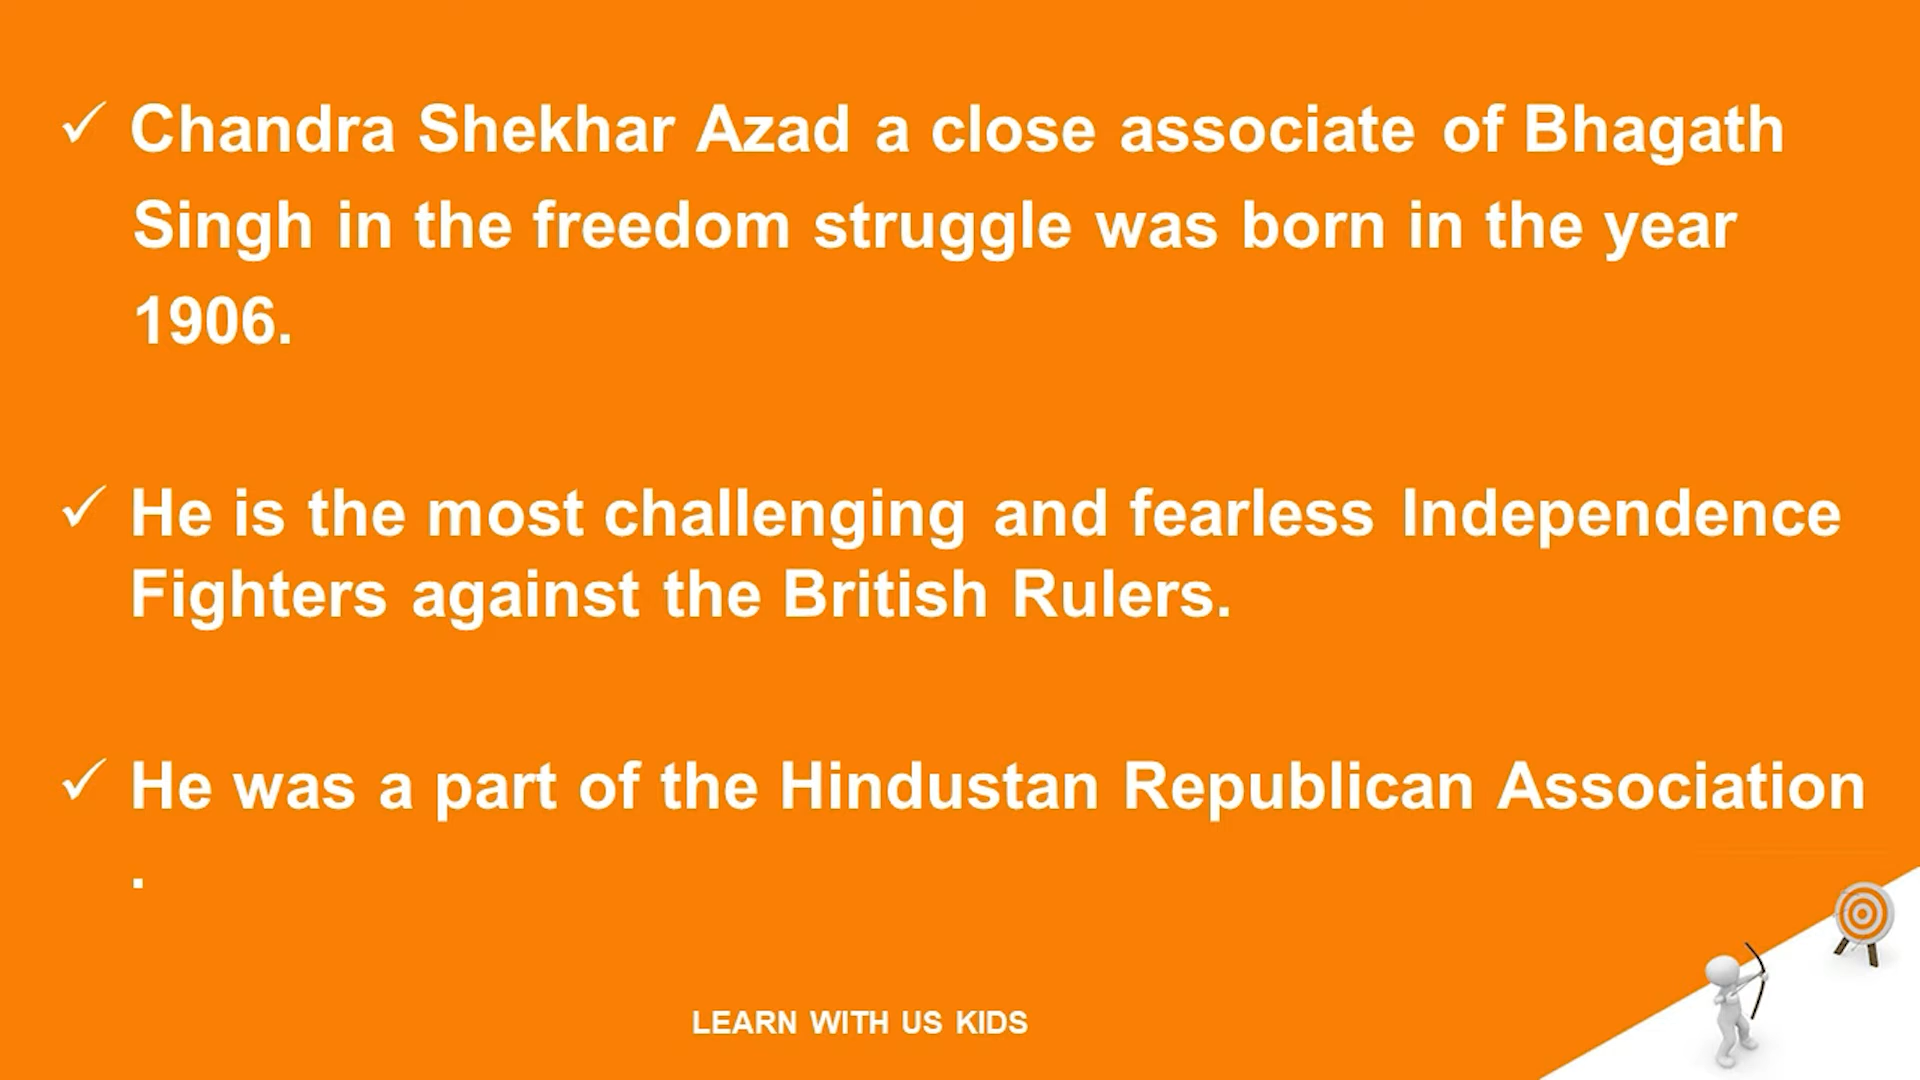 ✓ Chandra Shekhar Azad a close associate of Bhagath
Singh in the freedom struggle was born in the year
1906.
✓ He is the most challenging and fearless Independence
Fighters against the British Rulers.
✓ He was a part of the Hindustan Republican Association
.
LEARN WITH US KIDS